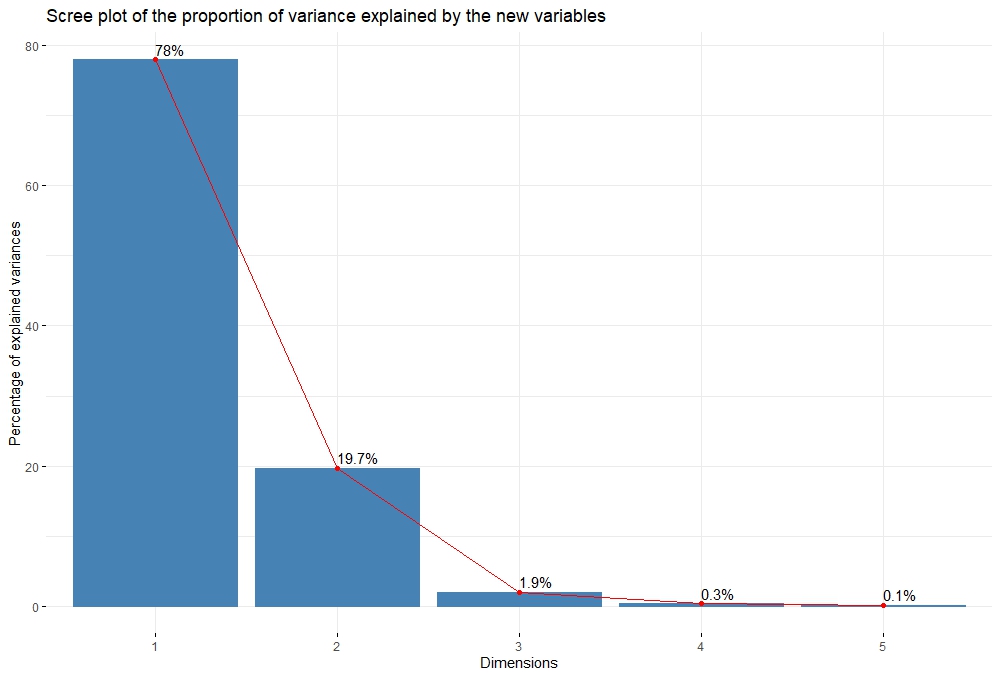 Scree plot of the proportion of variance explained by the new variables
80
60
40
20
0
Percentage of explained variances
78%
19.7%
1.9%
0.3%
0.1%
1 2 3 4 5
Dimensions